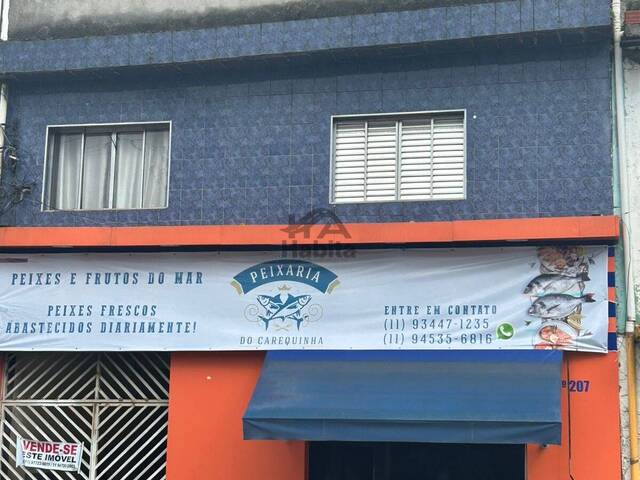 Habita
PEIXES E FRUTOS DO MAR
PEIXES FRESCOS
ABASTECIDOS DIARIAMENTE!
PEIXARIA
DO CAREQUINHA
ENTRE EM CONTATO
(11) 93447-1235
(11) 94535-6816
º 207
VENDE-SE
ESTE IMÓVEL